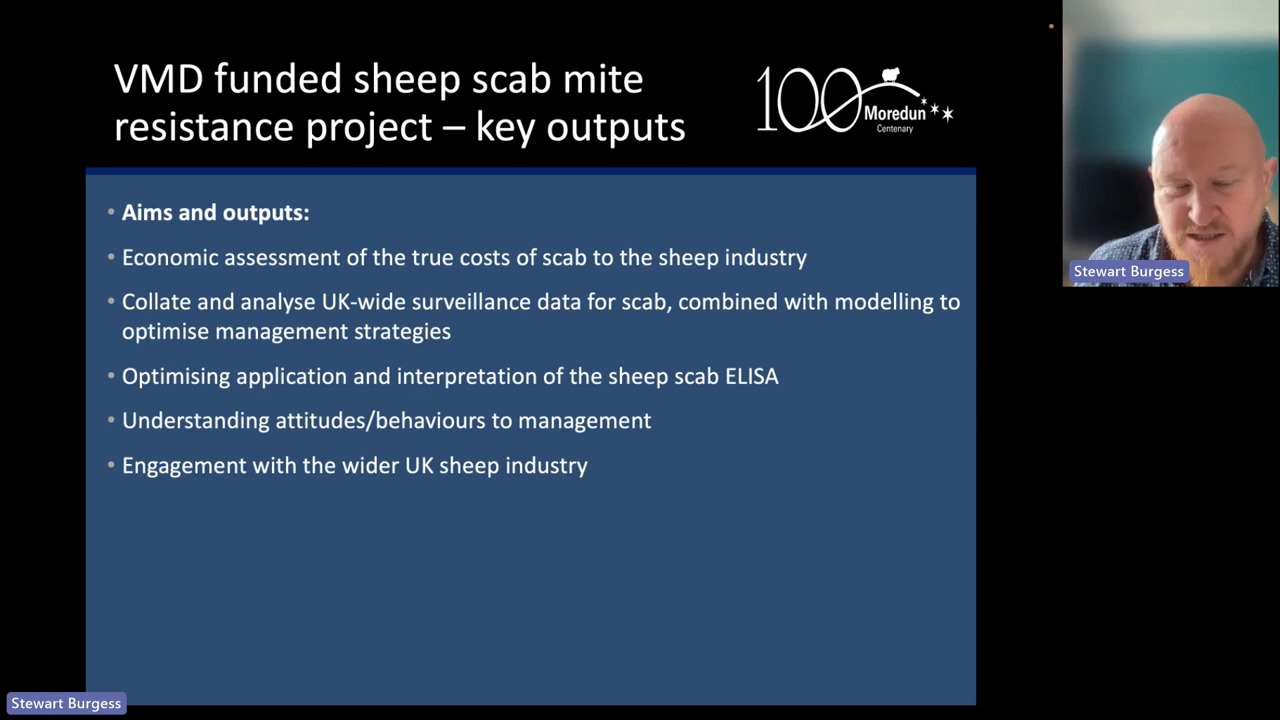 VMD funded sheep scab mite
resistance project – key outputs
100
Moredun
Centenary
• Aims and outputs:
• Economic assessment of the true costs of scab to the sheep industry
• Collate and analyse UK-wide surveillance data for scab, combined with modelling to
optimise management strategies
• Optimising application and interpretation of the sheep scab ELISA
• Understanding attitudes/behaviours to management
• Engagement with the wider UK sheep industry
Stewart Burgess
Stewart Burgess